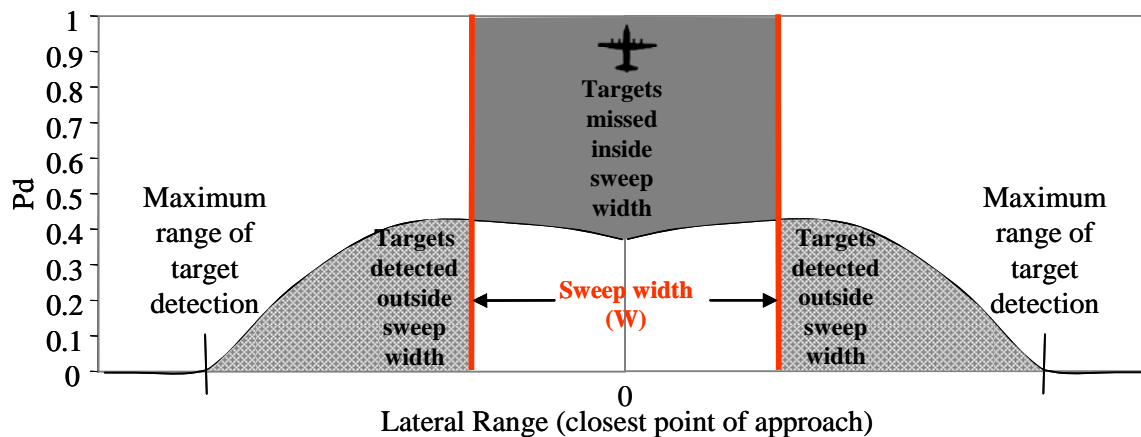 1
0.9
0.8
0.7
0.6
0.5
0.4
0.3
0.2
0.1
0
Pd
Maximum
range of
target
detection
Targets
detected
outside
sweep
width
Targets
missed
inside
sweep
width
Sweep width
(W)
Targets
detected
outside
sweep
width
Maximum
range of
target
detection
0
Lateral Range (closest point of approach)